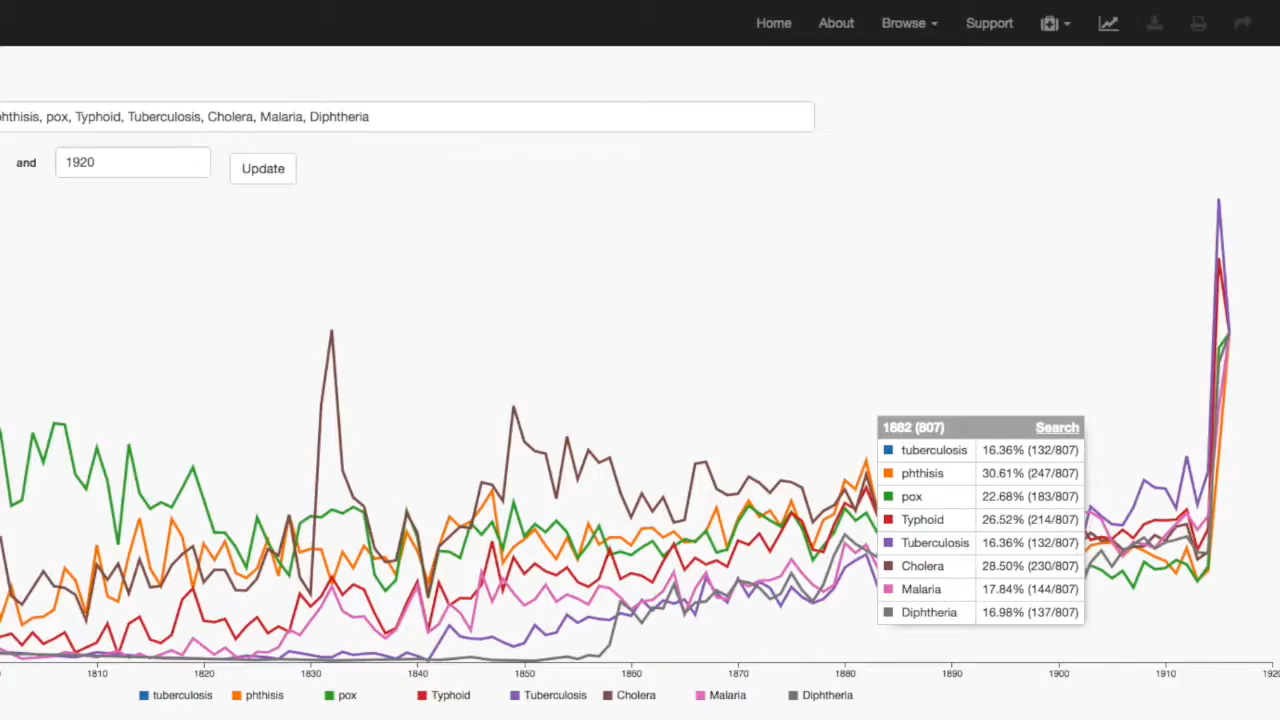 Home About Browse Support
hthisis, pox, Typhoid, Tuberculosis, Cholera, Malaria, Diphtheria
and 1920 Update
1882 (807) Search
tuberculosis 16.36% (132/807)
phthisis 30.61% (247/807)
pox 22.68% (183/807)
Typhoid 26.52% (214/807)
Tuberculosis 16.36% (132/807)
Cholera 28.50% (230/807)
Malaria 17.84% (144/807)
Diphtheria 16.98% (137/807)
1810 1820 1830 1840 1850 1860 1870 1880 1890 1900 1910 1920
tuberculosis phthisis pox Typhoid Tuberculosis Cholera Malaria Diphtheria